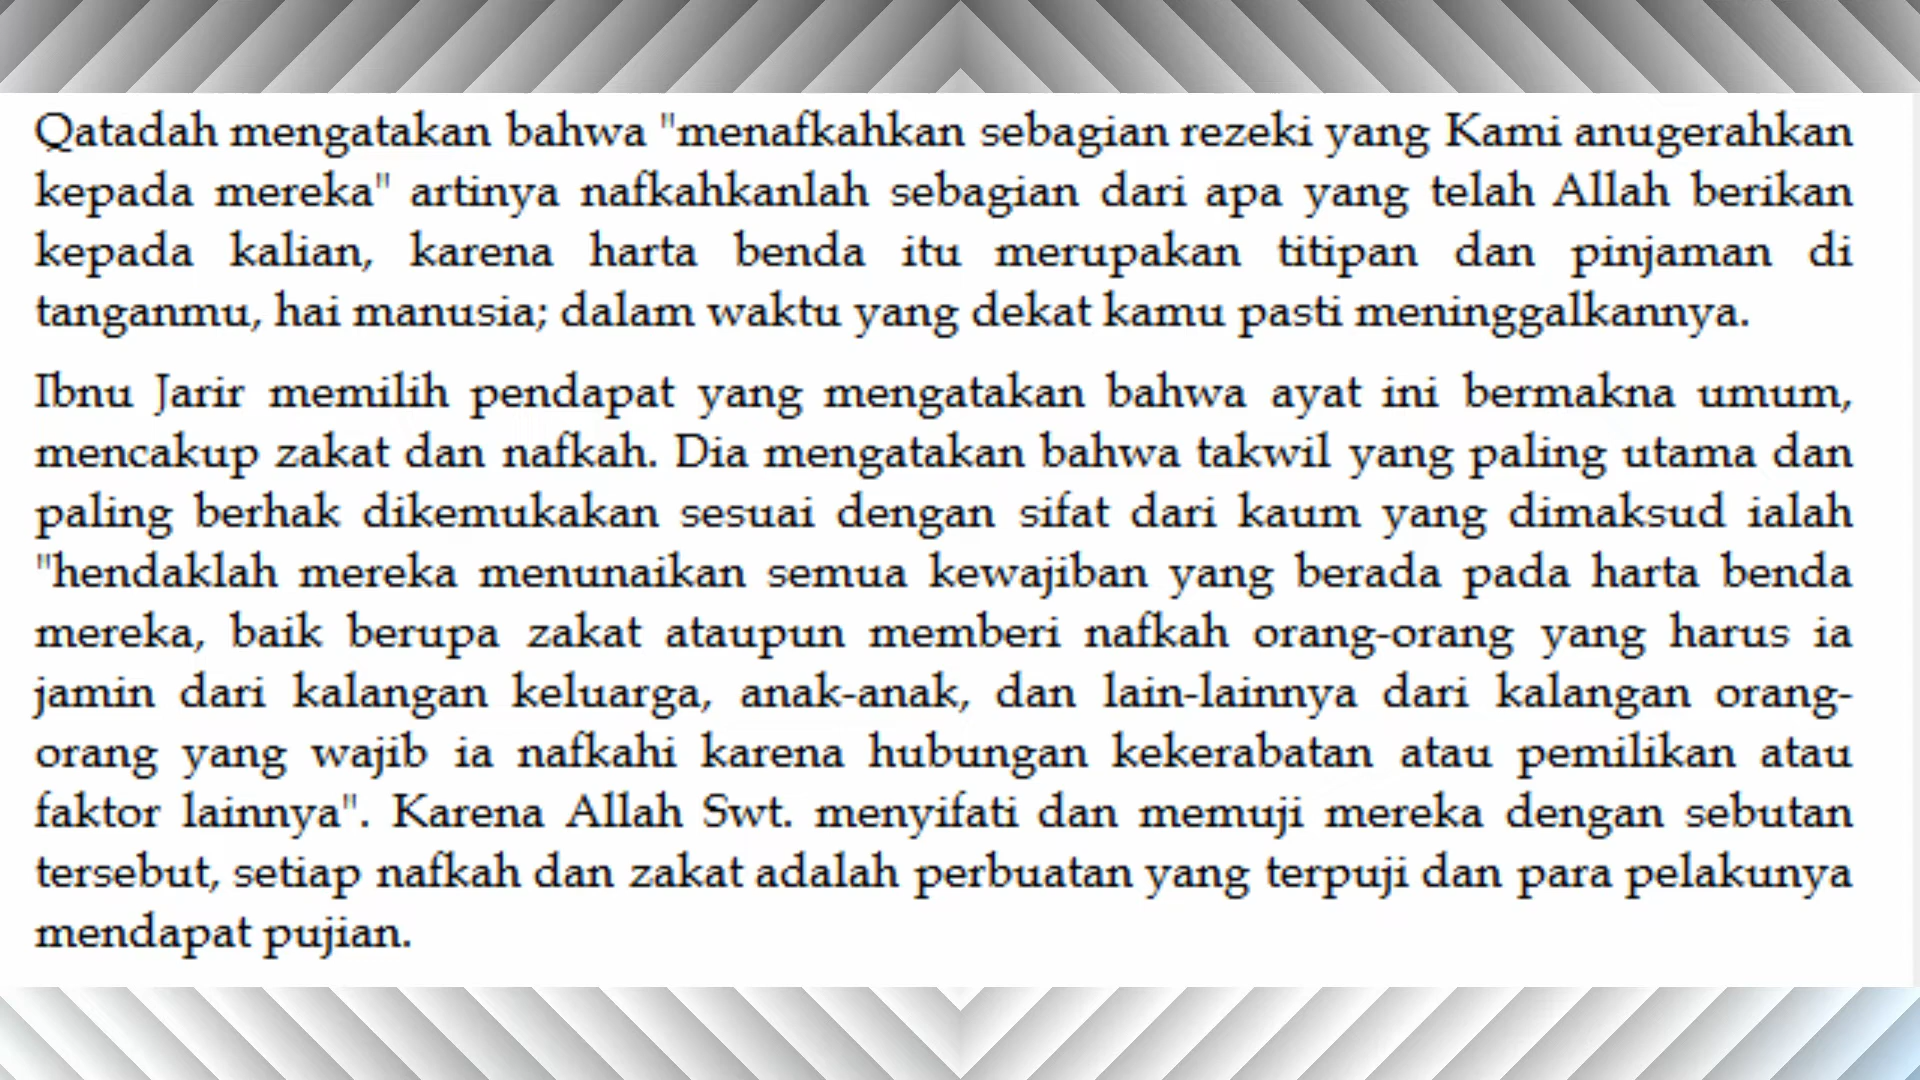 Qatadah mengatakan bahwa "menafkahkan sebagian rezeki yang Kami anugerahkan
kepada mereka" artinya nafkahkanlah sebagian dari apa yang telah Allah berikan
kepada kalian, karena harta benda itu merupakan titipan dan pinjaman di
tanganmu, hai manusia; dalam waktu yang dekat kamu pasti meninggalkannya.
Ibnu Jarir memilih pendapat yang mengatakan bahwa ayat ini bermakna umum,
mencakup zakat dan nafkah. Dia mengatakan bahwa takwil yang paling utama dan
paling berhak dikemukakan sesuai dengan sifat dari kaum yang dimaksud ialah
"hendaklah mereka menunaikan semua kewajiban yang berada pada harta benda
mereka, baik berupa zakat ataupun memberi nafkah orang-orang yang harus ia
jamin dari kalangan keluarga, anak-anak, dan lain-lainnya dari kalangan orang-
orang yang wajib ia nafkahi karena hubungan kekerabatan atau pemilikan atau
faktor lainnya". Karena Allah Swt. menyifati dan memuji mereka dengan sebutan
tersebut, setiap nafkah dan zakat adalah perbuatan yang terpuji dan para pelakunya
mendapat pujian.